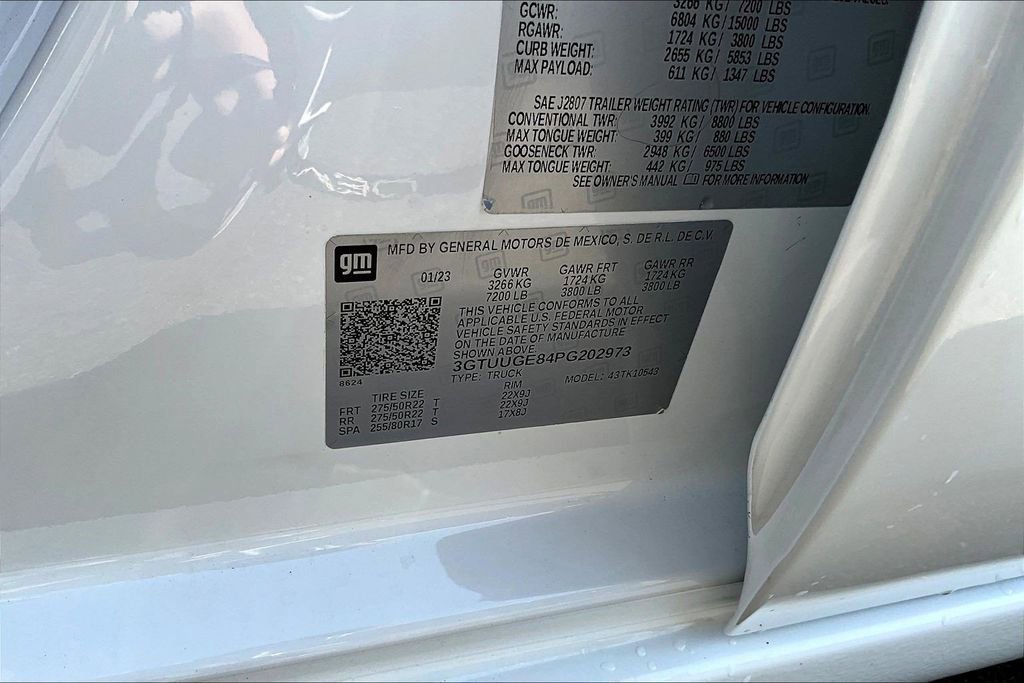 3266 KG / 7200 LBS
GCWR: 6804 KG / 15000 LBS
RGAWR: 1724 KG / 3800 LBS
CURB WEIGHT: 2655 KG / 5853 LBS
MAX PAYLOAD: 611 KG / 1347 LBS
SAE J2807 TRAILER WEIGHT RATING (TWR) FOR VEHICLE CONFIGURATION.
CONVENTIONAL TWR: 3992 KG / 8800 LBS
MAX TONGUE WEIGHT: 399 KG / 880 LBS
GOOSENECK TWR: 2948 KG / 6500 LBS
MAX TONGUE WEIGHT: 442 KG / 975 LBS
SEE OWNER'S MANUAL FOR MORE INFORMATION
gm MFD BY GENERAL MOTORS DE MEXICO, S. DE R.L. DE C.V.
01/23 GVWR GAWR FRT GAWR RR
3266 KG 1724 KG 1724 KG
7200 LB 3800 LB 3800 LB
THIS VEHICLE CONFORMS TO ALL
APPLICABLE U.S. FEDERAL MOTOR
VEHICLE SAFETY STANDARDS IN EFFECT
ON THE DATE OF MANUFACTURE
SHOWN ABOVE.
3GTUUGE84PG202973
8624 TYPE: TRUCK MODEL: 43TK10543
TIRE SIZE RIM
FRT 275/50R22 T 22X9J
RR 275/50R22 T 22X9J
SPA 255/80R17 S 17X8J